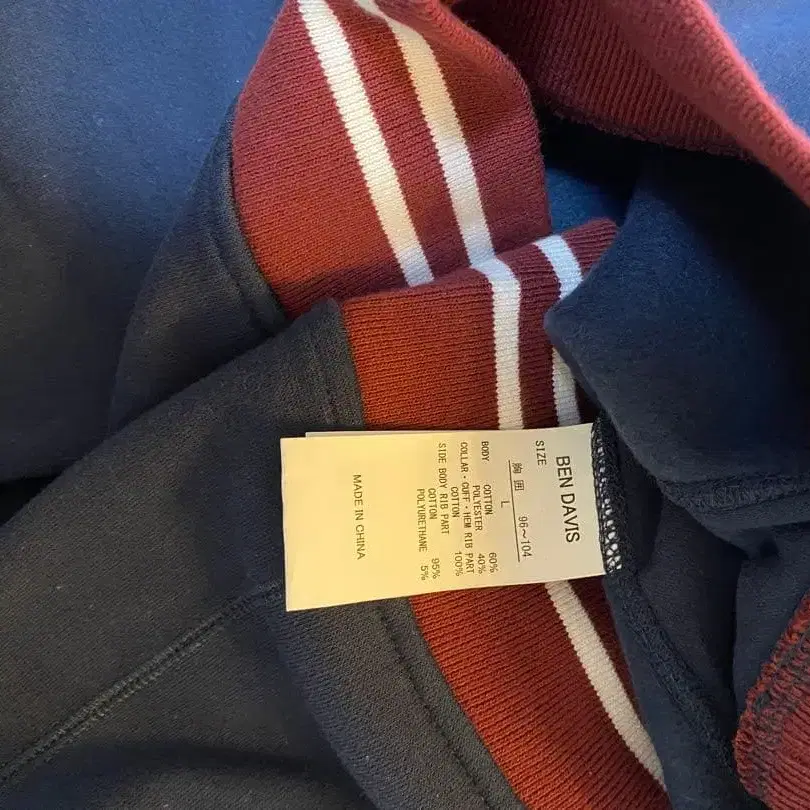 BEN DAVIS
SIZE
胸囲 96~104
L
BODY COTTON 60%
POLYESTER 40%
COLLAR・CUFF・HEM RIB PART
COTTON 100%
SIDE BODY RIB PART
COTTON 95%
POLYURETHANE 5%
MADE IN CHINA